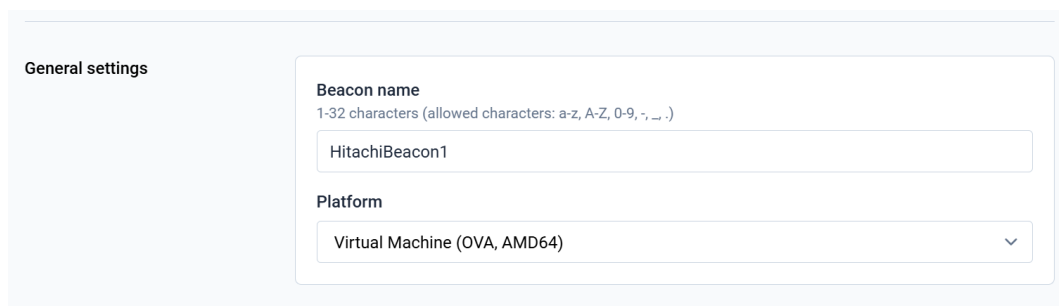 General settings
Beacon name
1-32 characters (allowed characters: a-z, A-Z, 0-9, -, _, .)
HitachiBeacon1
Platform
Virtual Machine (OVA, AMD64)